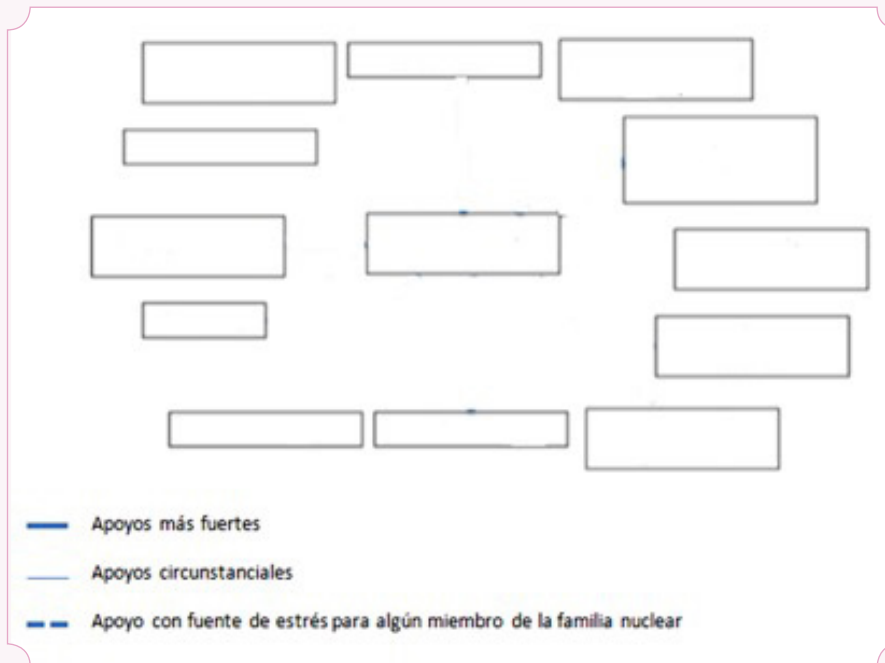 Apoyos más fuertes
Apoyos circunstanciales
Apoyo con fuente de estrés para algún miembro de la familia nuclear